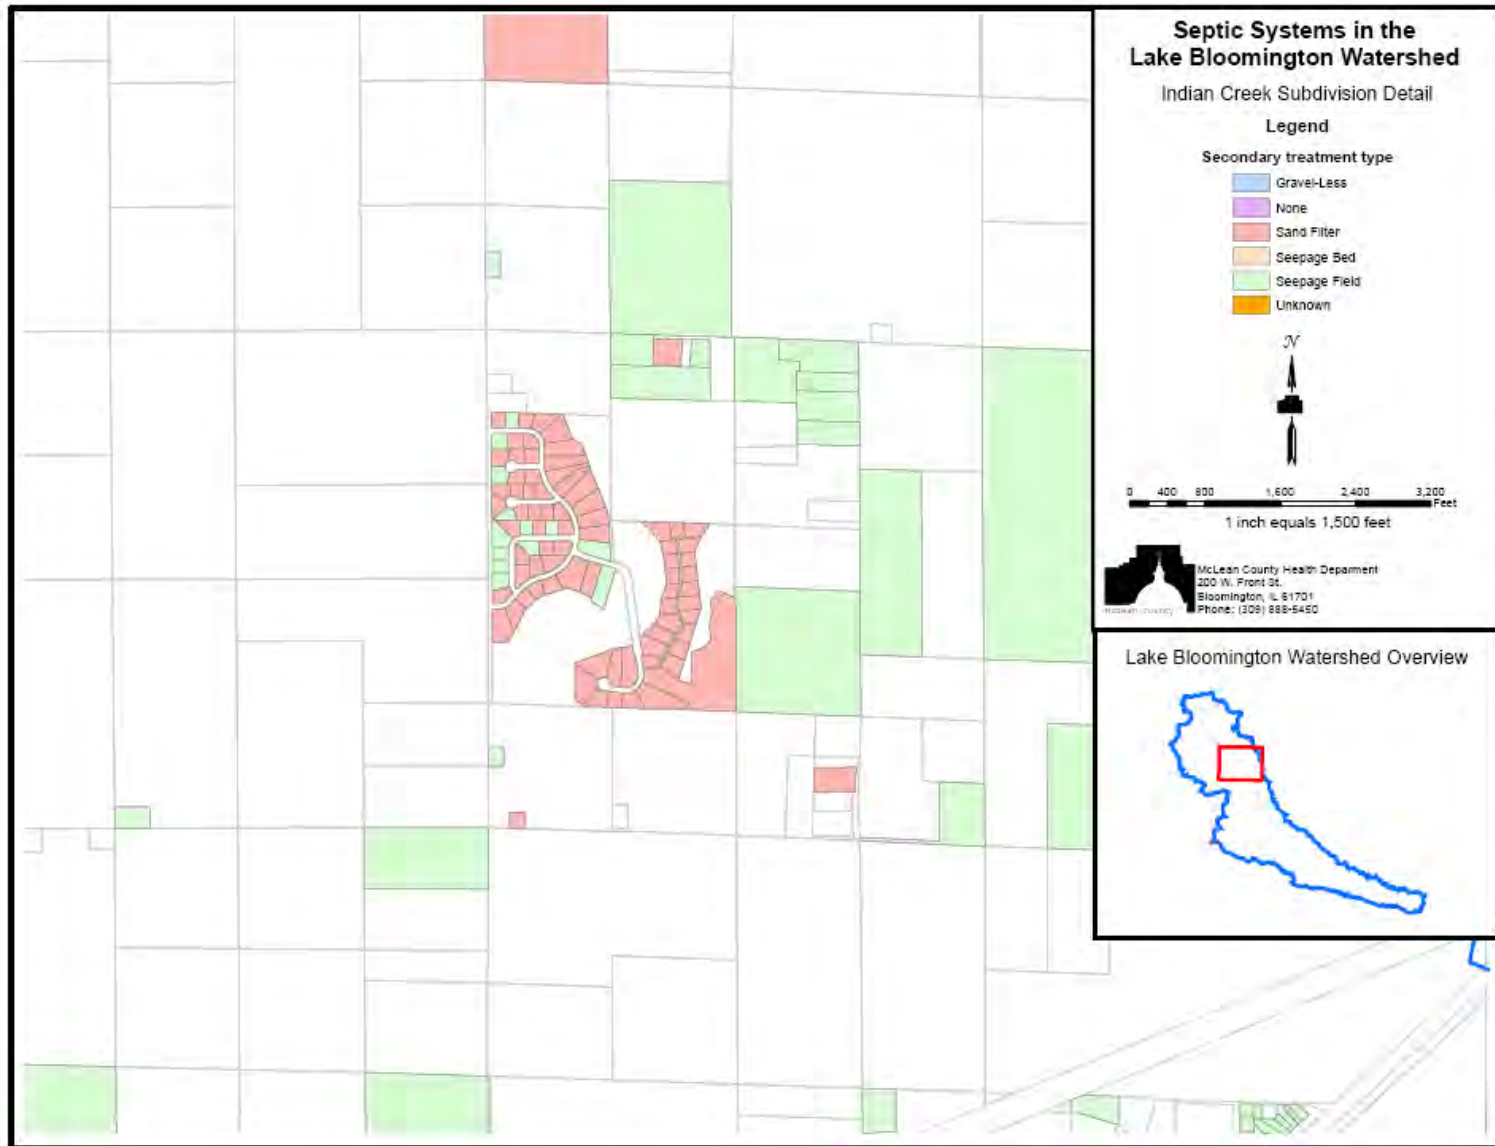 Septic Systems in the
Lake Bloomington Watershed
Indian Creek Subdivision Detail
Legend
Secondary treatment type
Gravel-Less
None
Sand Filter
Seepage Bed
Seepage Field
Unknown
N
0 400 800 1,600 2,400 3,200
Feet
1 inch equals 1,500 feet
McLean County Health Deparment
200 W. Front St.
Bloomington, IL 61701
Phone: (309) 888-5450
McLEAN COUNTY
Lake Bloomington Watershed Overview